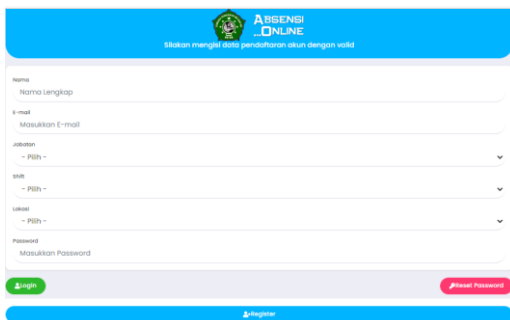 ABSENSI
...ONLINE
Silakan mengisi data pendaftaran akun dengan valid
Nama
Nama Lengkap
E-mail
Masukkan E-mail
Jabatan
- Pilih -
Shift
- Pilih -
Lokasi
- Pilih -
Password
Masukkan Password
Login
Reset Password
Register